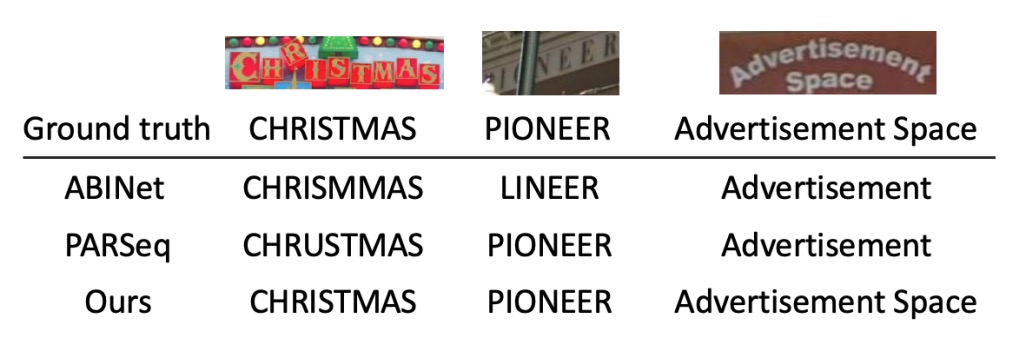 CHRISTMAS PIONEER Advertisement
Space
Ground truth CHRISTMAS PIONEER Advertisement Space
ABINet CHRISMMAS LINEER Advertisement
PARSeq CHRUSTMAS PIONEER Advertisement
Ours CHRISTMAS PIONEER Advertisement Space